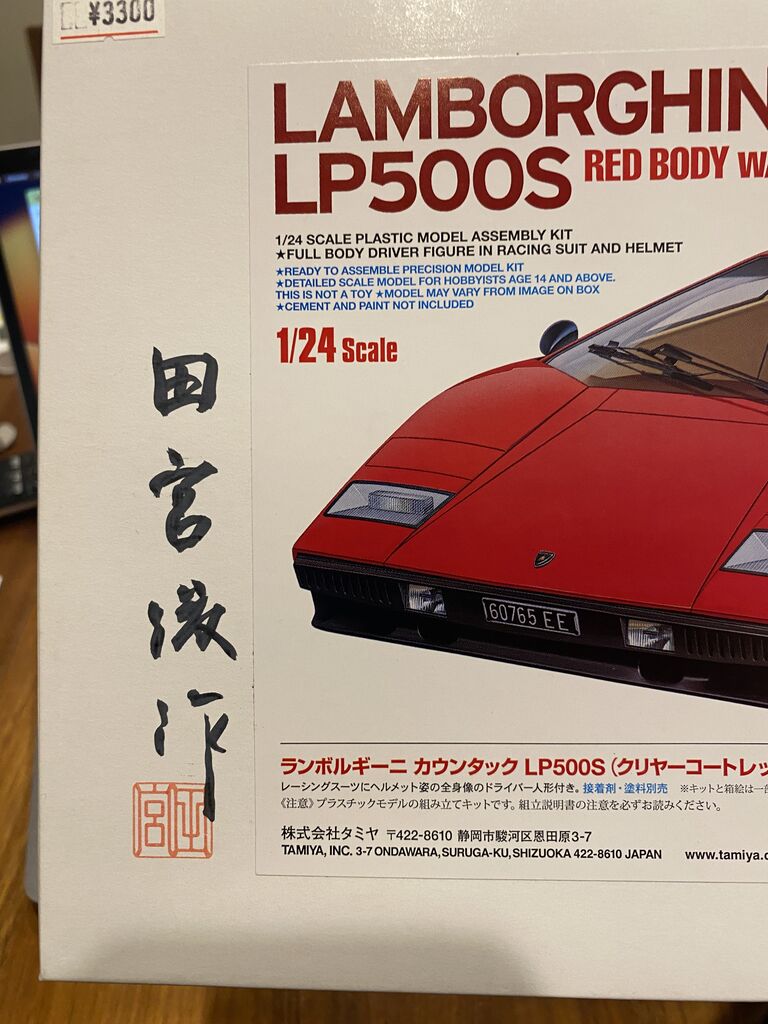 ¥3300
LAMBORGHIN
LP500S RED BODY W/
1/24 SCALE PLASTIC MODEL ASSEMBLY KIT
★FULL BODY DRIVER FIGURE IN RACING SUIT AND HELMET
★READY TO ASSEMBLE PRECISION MODEL KIT
★DETAILED SCALE MODEL FOR HOBBYISTS AGE 14 AND ABOVE.
THIS IS NOT A TOY ★MODEL MAY VARY FROM IMAGE ON BOX
★CEMENT AND PAINT NOT INCLUDED
1/24 Scale
田宮俊作
60765 EE
ランボルギーニ カウンタック LP500S (クリヤーコートレッ
レーシングスーツにヘルメット姿の全身像のドライバー人形付き。接着剤・塗料別売 ※キットと箱絵は一部
《注意》プラスチックモデルの組み立てキットです。組立説明書の注意を必ずお読みください。
株式会社タミヤ 〒422-8610 静岡市駿河区恩田原3-7
TAMIYA, INC. 3-7 ONDAWARA, SURUGA-KU, SHIZUOKA 422-8610 JAPAN www.tamiya.c